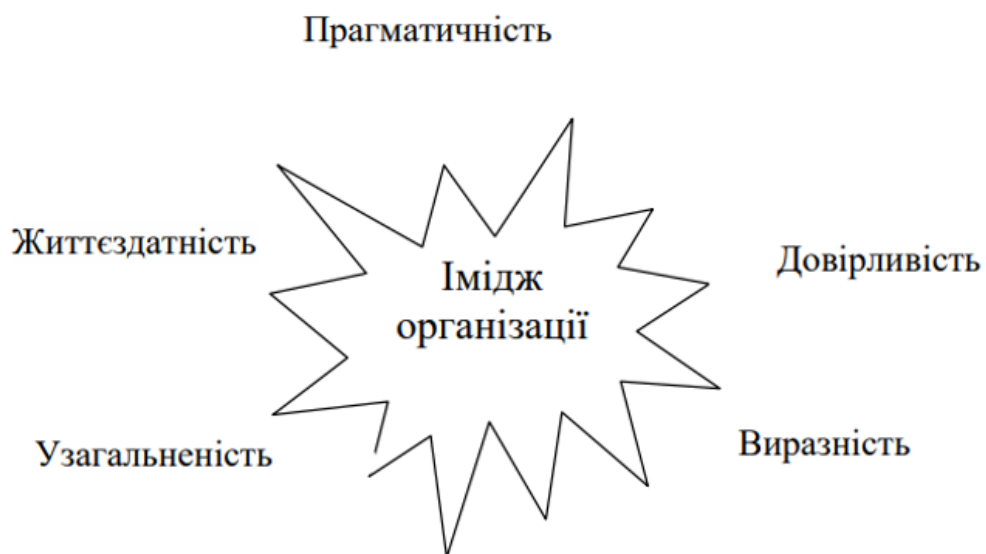 Прагматичність
Життєздатність
Довірливість
Імідж
організації
Узагальненість
Виразність